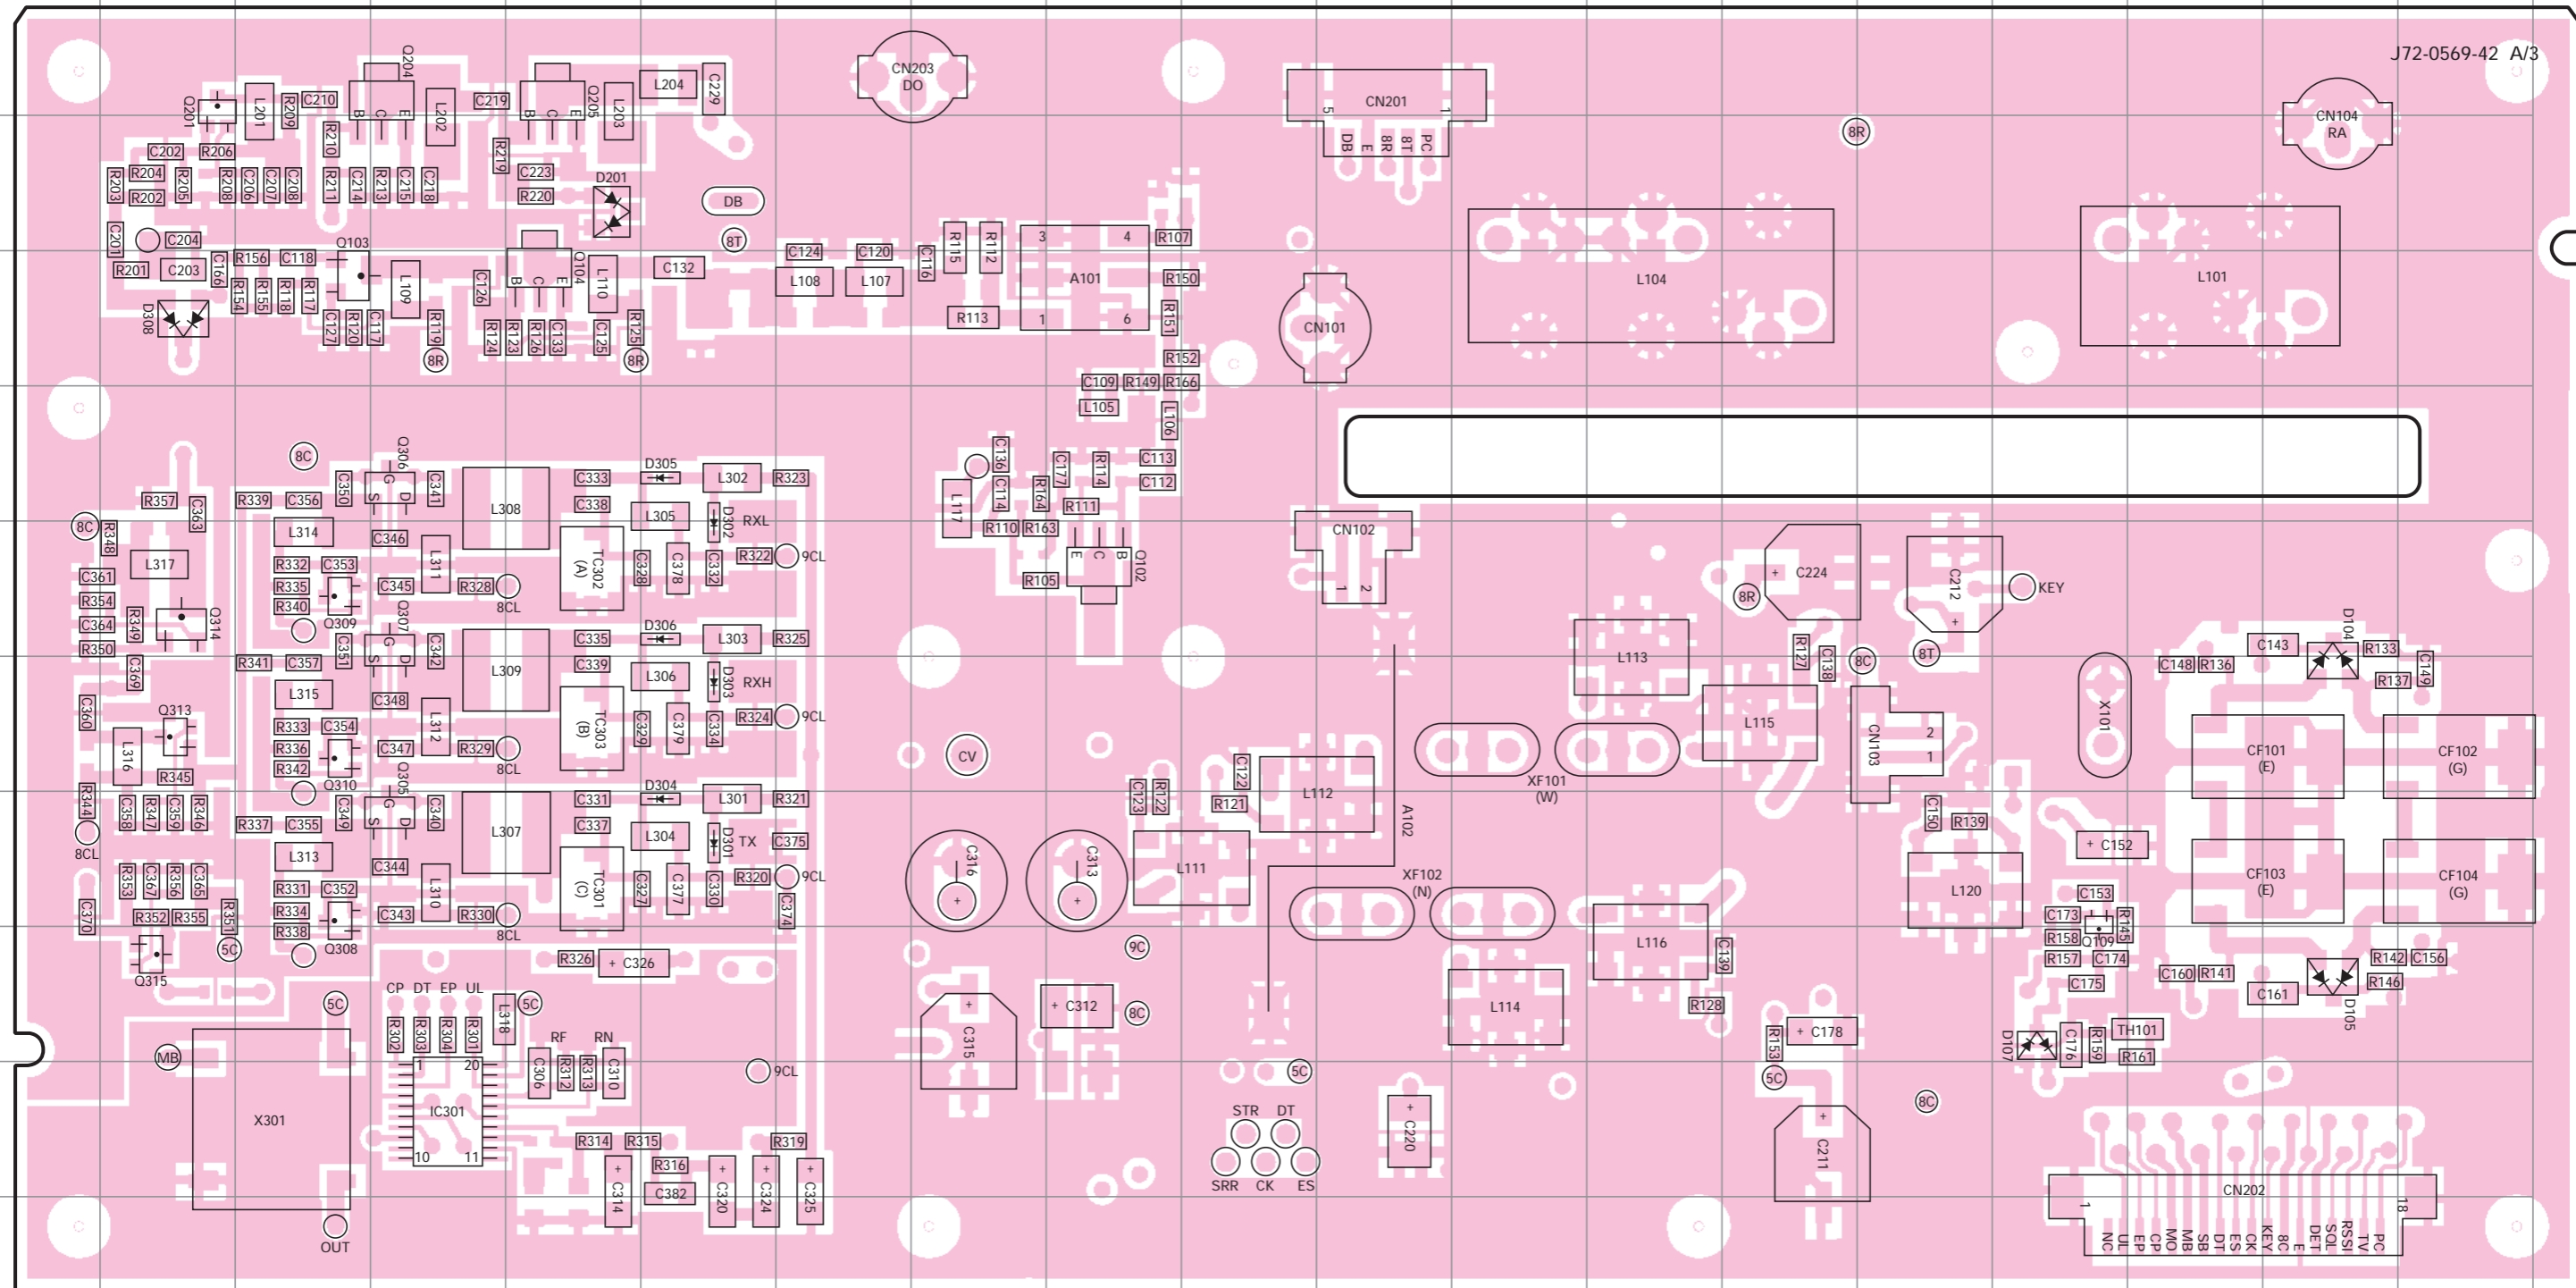 J72-0569-42 A/3
Q204
CN203
DO
CN201
5 1
DB E 8R 8T PC
CN104
RA
Q201 L201 R209 C210 B C E L202 C219 B C E Q205 L203 L204 C229
R210
8R
C202 R206 R219
R203 R204 R205 R208 C206 C207 C208 R211 C214 R213 C215 C218 C223
R202 R220 D201
DB
C201 C204 Q103 8T
R201 C203 C166 R156 C118 L109 C126 B C E Q104 L110 C132
C124 C120 C116 R115 R112 3 4 R107
L108 L107 A101 R150
L104
L101
D308 R154 R155 R118 R117
R113 1 6 R151
CN101
C127 R120 C117 R119 R124 R123 R126 C133 C125 R125
8R 8R
R152
C109 R149 R166
L105 L106
8C Q306 D305
C136 C177 R114 C113
R357 C363 R339 C356 C350 G S D C341 L308 C333 L302 R323
C338 L305 D302 RXL
L117 C114 R164 R111 C112
R110 R163
8C R348 L314 C346
CN102
1 2
L317 R332 C353 L311 TC302
(A) C328 C378 C332 R322 9CL
E C B Q102
R105
C361 R335 C345 R328
R354 R340 8CL
C224 + 8R
C212 + KEY
C364 R349 Q314 Q309 Q307 D306
R350 C351 G S D C342 L309 C335 L303 R325
C369 R341 C357 C339 L306 D303 RXH
L113 R127 C138 8C 8T
D104
C143 R133
C148 R136 C149
R137
C360 Q313 L315 C348
L316 R333 C354 L312 TC303
(B) C329 C379 C334 R324 9CL
R336 C347 R329
R345 R342 8CL
CV
L115 CN103 2 1 X101
CF101
(E)
CF102
(G)
XF101
(W)
R344 Q310 Q305 D304
C358 R347 C359 R346 C349 G S D C340 L307 C331 L301 R321
8CL R337 C355 C337 L304 D301 TX C375
C123 R122 C122 R121 L112 A102
C150 R139
C152 +
L313 C344
R353 C367 R356 C365 R331 C352 L310 TC301
(C) C327 C377 C330 R320 9CL
C370 R352 R355 R351 R334 C343 R330 C374
C316 + C313 + L111
XF102
(N)
L120
CF103
(E)
CF104
(G)
C153
C173 R145
R338 8CL
Q315 5C Q308 R326 + C326
9C L116 C139
R158 Q109
R157 C174
C175
C160 R141 C161 R142 C156
R146
D105
5C CP DT EP UL L318 5C
R302 R303 R304 R301
C315 + + C312 8C
L114 R128
R153 + C178
D107 C176 R159 TH101
R161
MB RF RN
C306 R312 R313 C310
9CL 5C 5C 8C
X301 1 20
IC301
10 11
STR DT
SRR CK ES
C220 + C211 +
R314 R315 R319
R316
C382
C314 + C320 + C324 + C325 +
OUT
CN202
1 18
NC UL EP CP MO MB SB DT ES CK KEY 8C E DET SQL RSSI TV PC